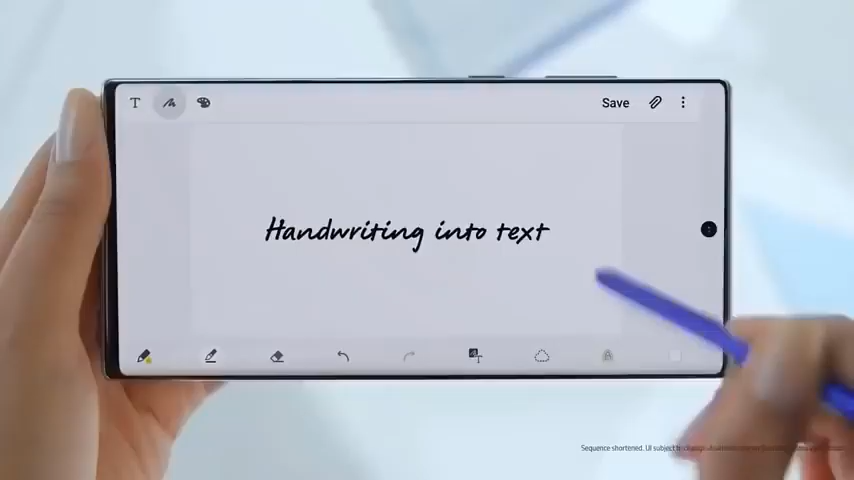 T
Save
Handwriting into text
Sequence shortened. UI subject to change.